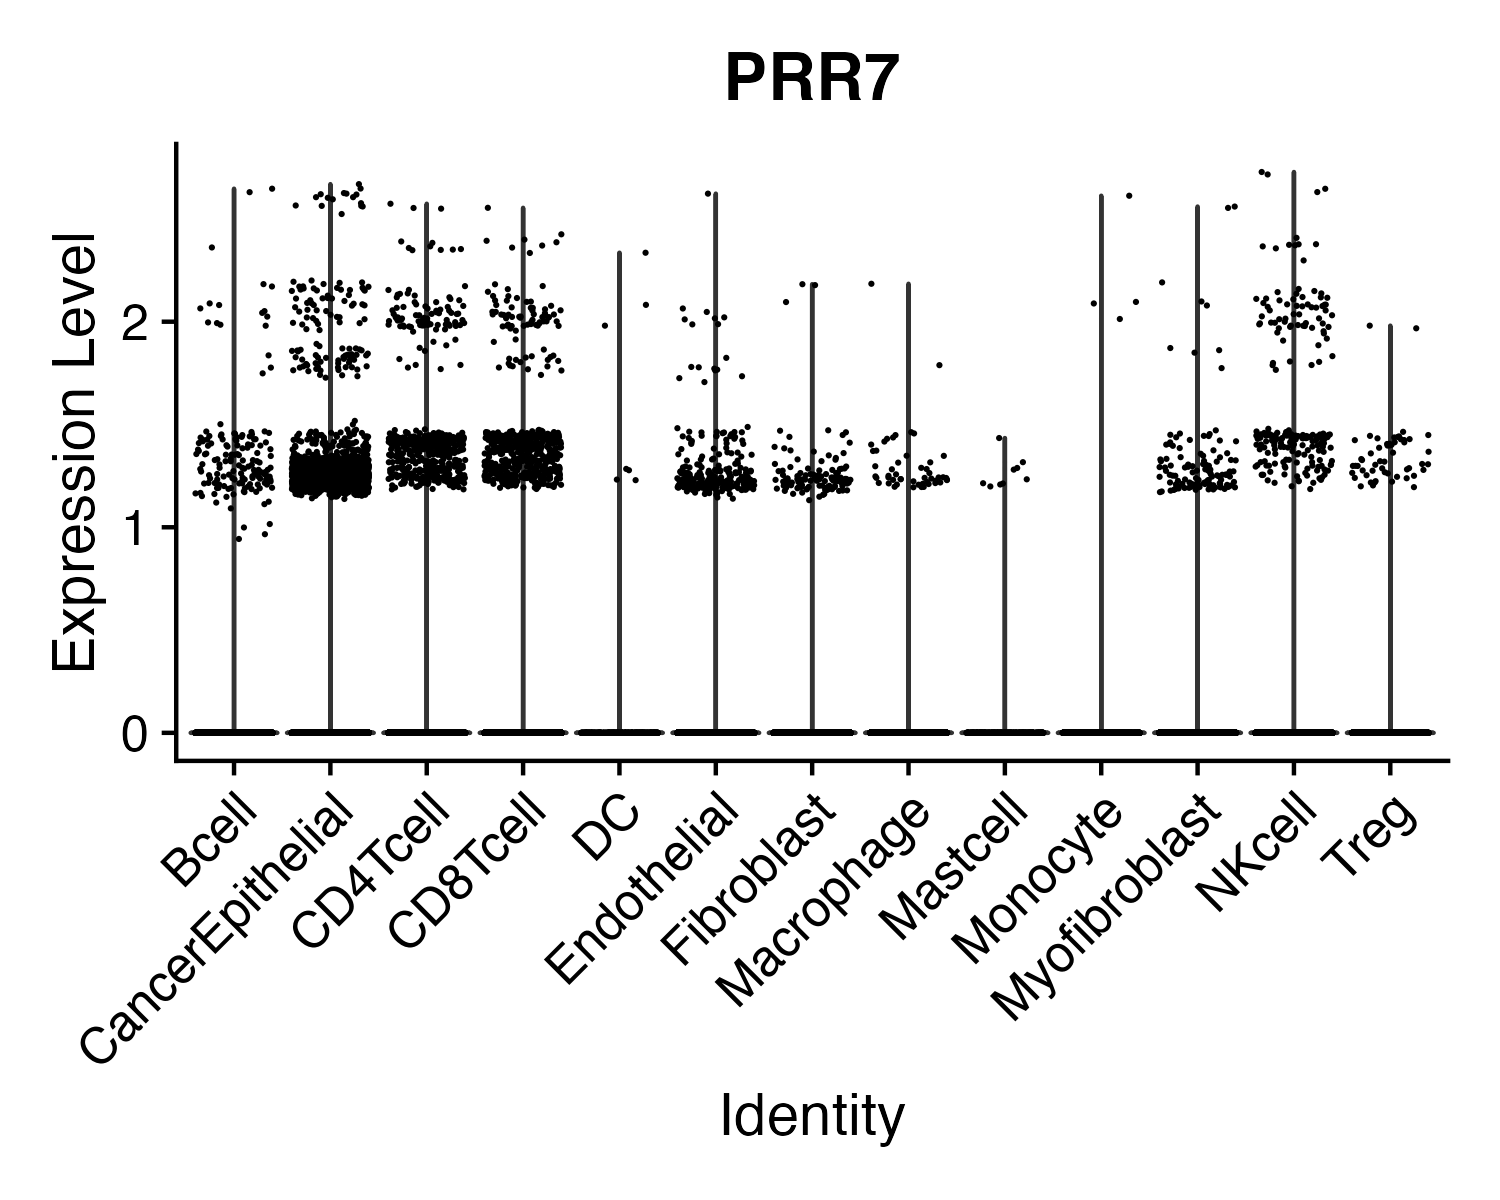 PRR7
Expression Level
2
1
0
Bcell
CancerEpithelial
CD4Tcell
CD8Tcell
DC
Endothelial
Fibroblast
Macrophage
Mastcell
Monocyte
Myofibroblast
NKcell
Treg
Identity